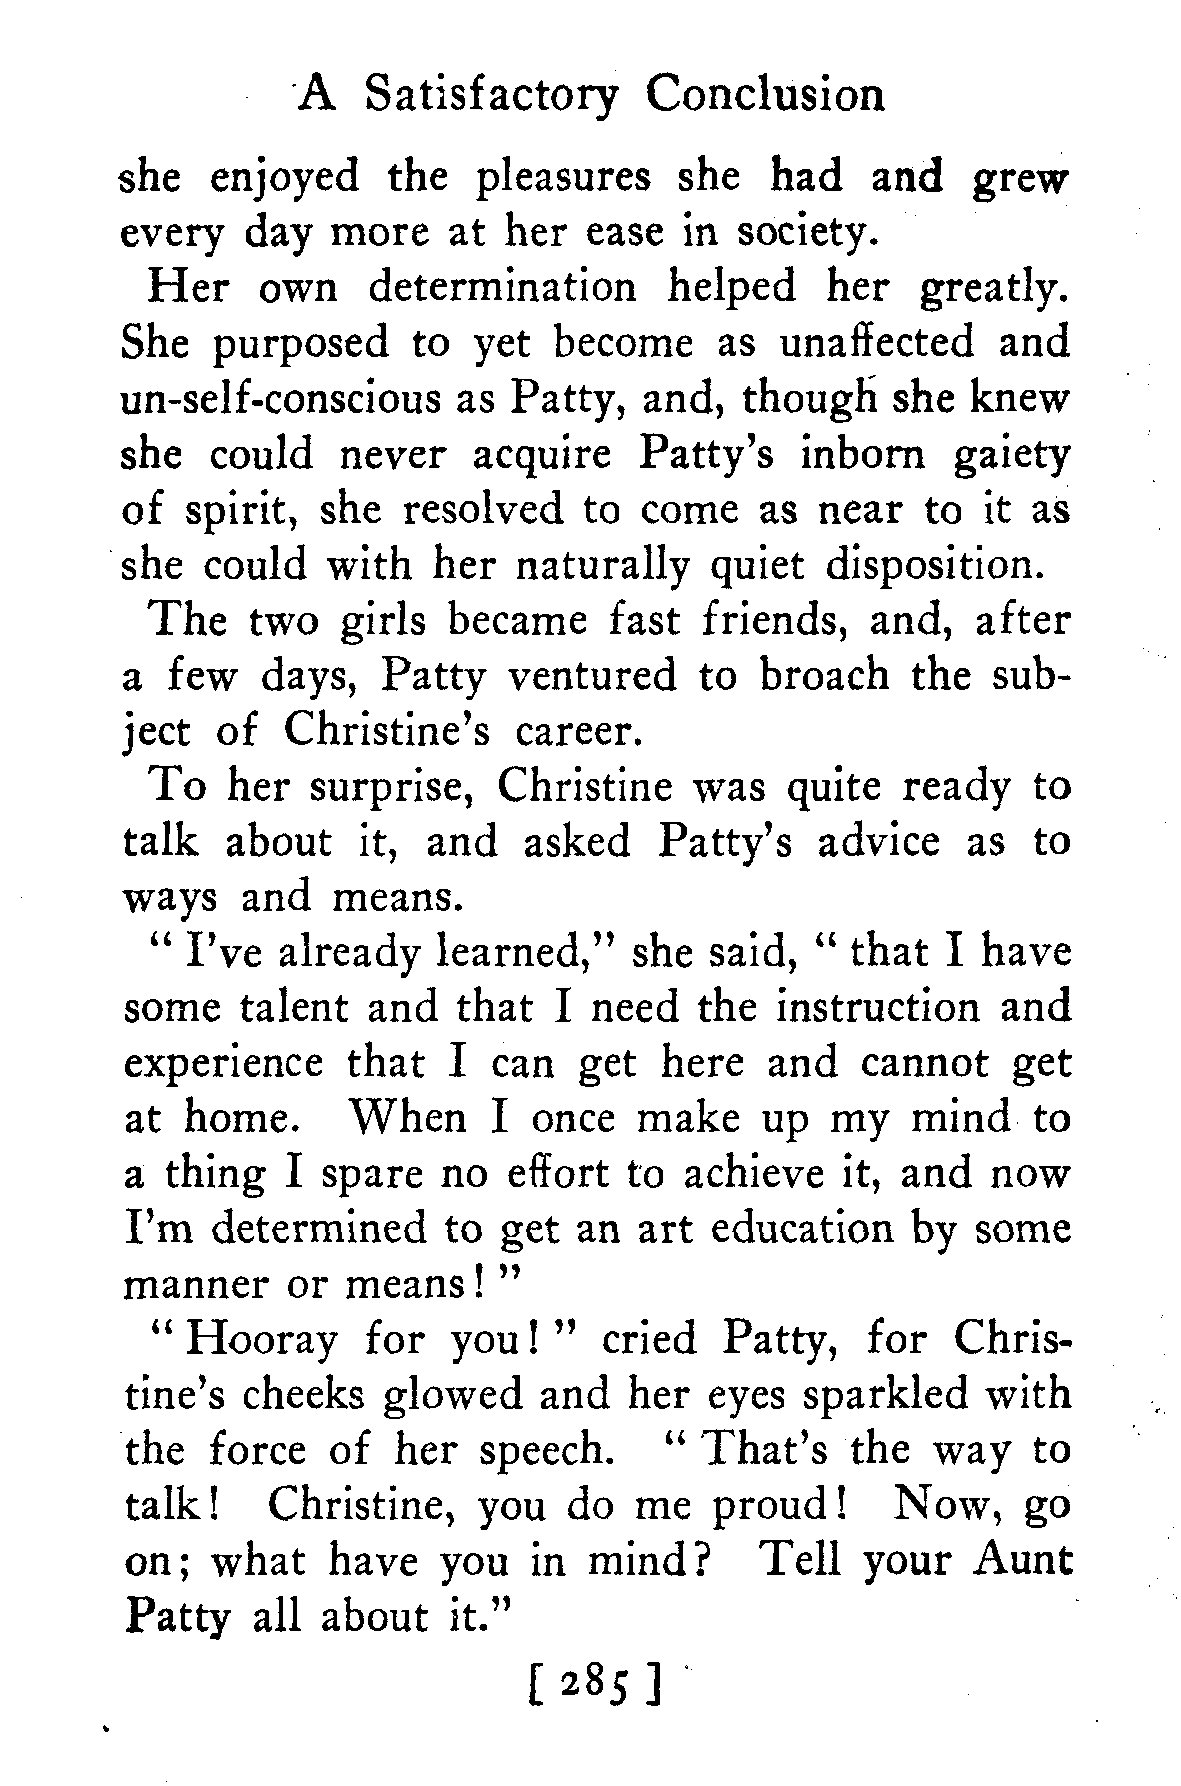 A Satisfactory Conclusion
she enjoyed the pleasures she had and grew
every day more at her ease in society.
Her own determination helped her greatly.
She purposed to yet become as unaffected and
un-self-conscious as Patty, and, though she knew
she could never acquire Patty's inborn gaiety
of spirit, she resolved to come as near to it as
she could with her naturally quiet disposition.
The two girls became fast friends, and, after
a few days, Patty ventured to broach the sub-
ject of Christine's career.
To her surprise, Christine was quite ready to
talk about it, and asked Patty's advice as to
ways and means.
“ I've already learned,” she said, “ that I have
some talent and that I need the instruction and
experience that I can get here and cannot get
at home. When I once make up my mind to
a thing I spare no effort to achieve it, and now
I'm determined to get an art education by some
manner or means! ”
“ Hooray for you! ” cried Patty, for Chris-
tine's cheeks glowed and her eyes sparkled with
the force of her speech. “ That's the way to
talk! Christine, you do me proud! Now, go
on; what have you in mind? Tell your Aunt
Patty all about it.”
[ 285 ]